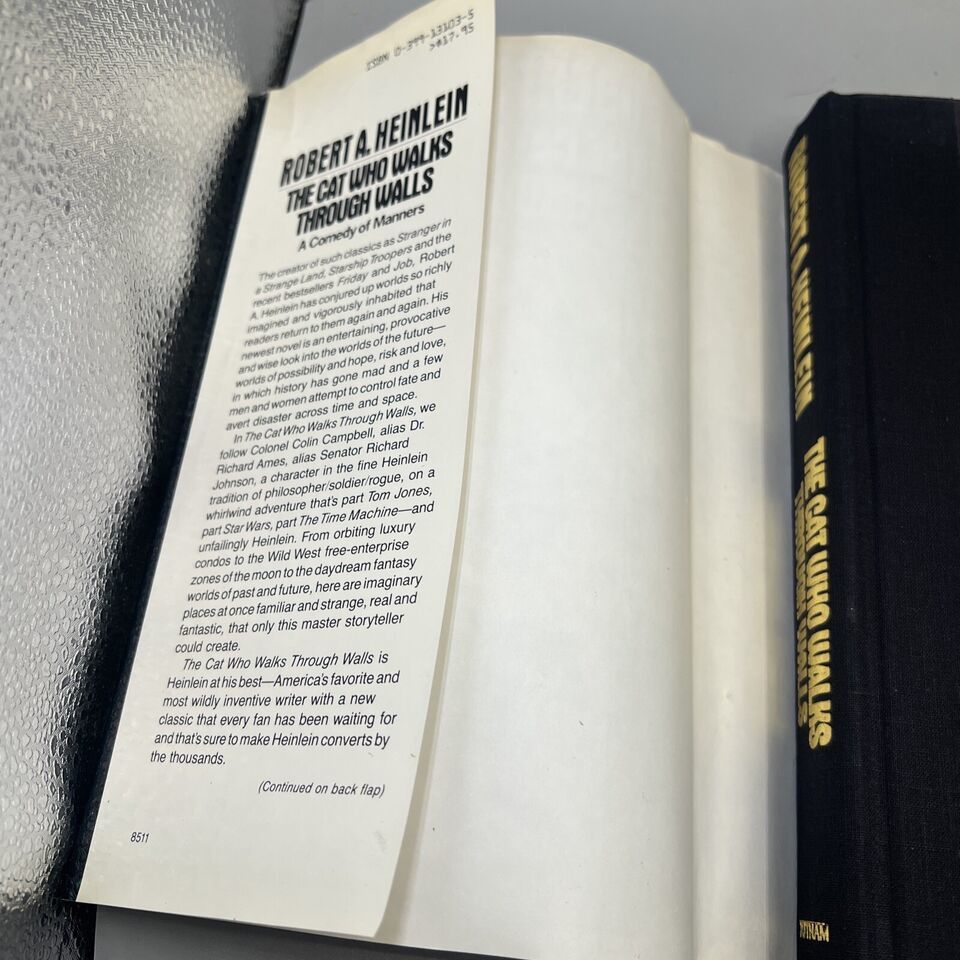 ISBN 0-399-13103-5
>$17.95
ROBERT A. HEINLEIN
THE CAT WHO WALKS
THROUGH WALLS
A Comedy of Manners
The creator of such classics as Stranger in
a Strange Land, Starship Troopers and the
recent bestsellers Friday and Job, Robert
A. Heinlein has conjured up worlds so richly
imagined and vigorously inhabited that
readers return to them again and again. His
newest novel is an entertaining, provocative
and wise look into the worlds of the future—
worlds of possibility and hope, risk and love,
in which history has gone mad and a few
men and women attempt to control fate and
avert disaster across time and space.
In The Cat Who Walks Through Walls, we
follow Colonel Colin Campbell, alias Dr.
Richard Ames, alias Senator Richard
Johnson, a character in the fine Heinlein
tradition of philosopher/soldier/rogue, on a
whirlwind adventure that's part Tom Jones,
part Star Wars, part The Time Machine—and
unfailingly Heinlein. From orbiting luxury
condos to the Wild West free-enterprise
zones of the moon to the daydream fantasy
worlds of past and future, here are imaginary
places at once familiar and strange, real and
fantastic, that only this master storyteller
could create.
The Cat Who Walks Through Walls is
Heinlein at his best—America's favorite and
most wildly inventive writer with a new
classic that every fan has been waiting for
and that's sure to make Heinlein converts by
the thousands.
(Continued on back flap)
8511
ROBERT A. HEINLEIN
THE CAT WHO WALKS
THROUGH WALLS
PUTNAM